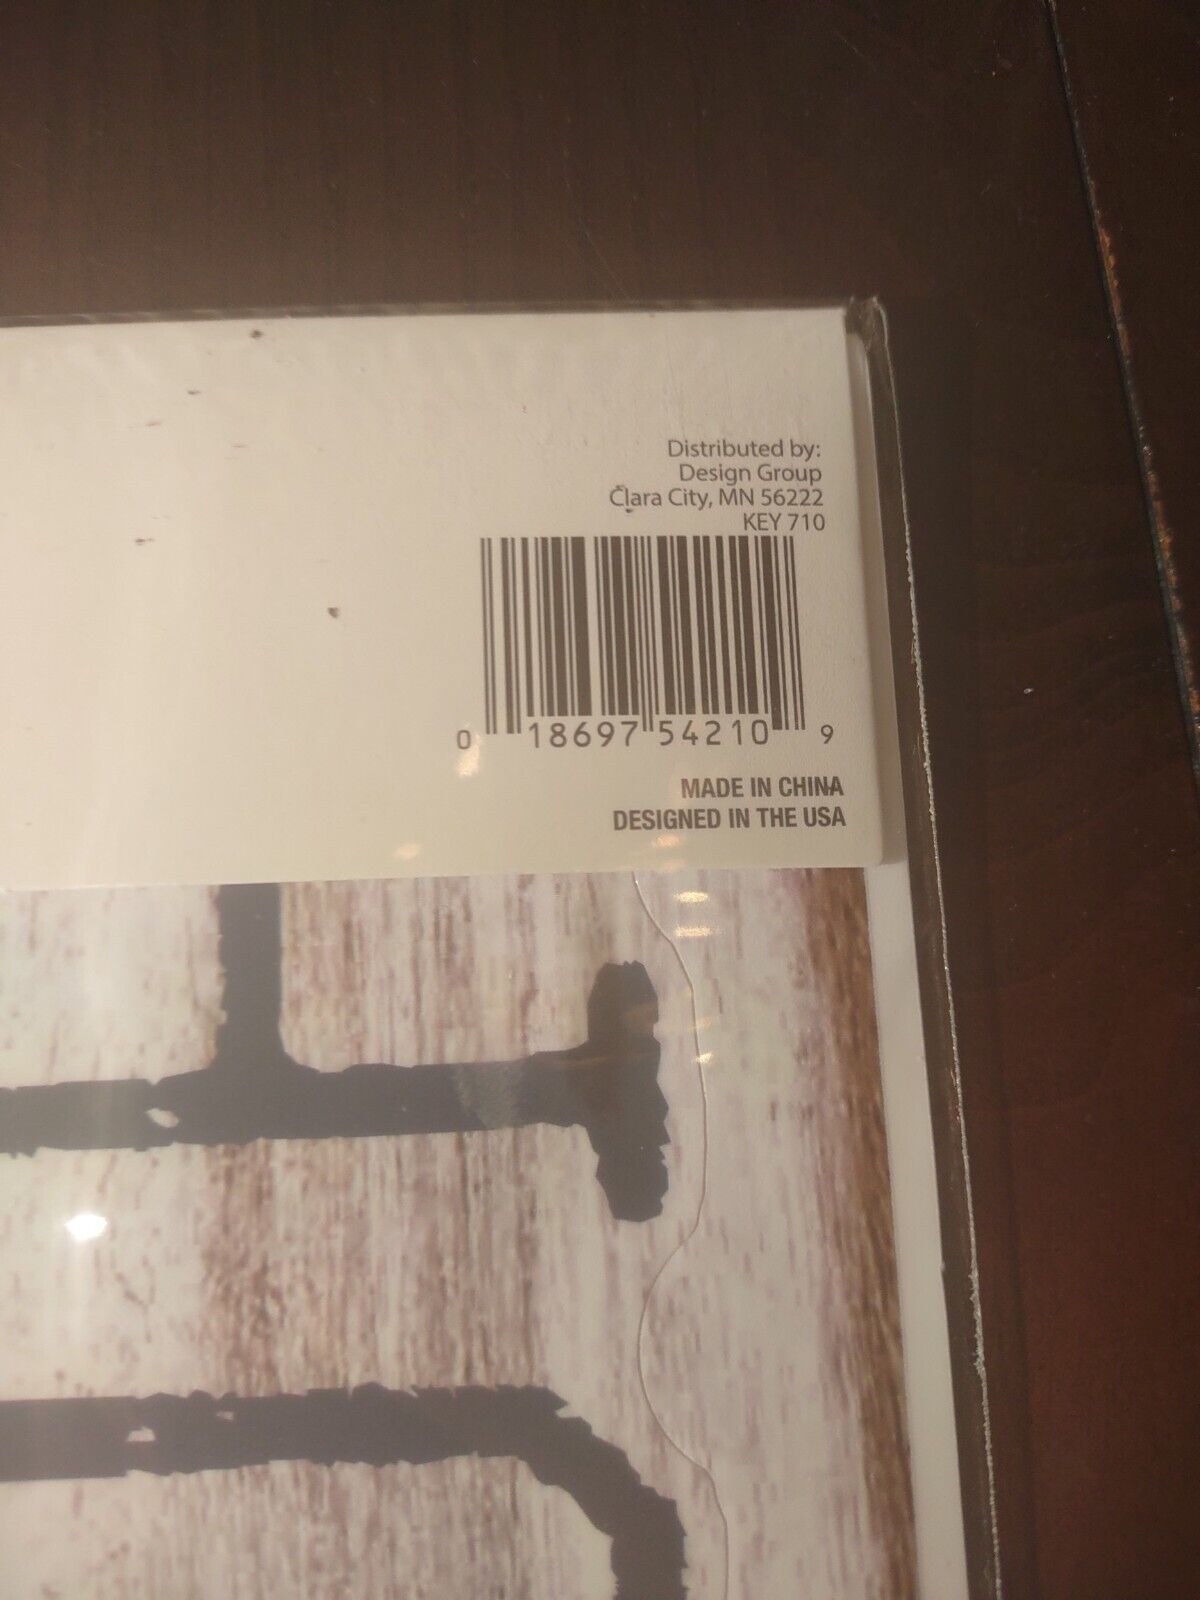 Distributed by:
Design Group
Clara City, MN 56222
KEY 710
0 18697 54210 9
MADE IN CHINA
DESIGNED IN THE USA